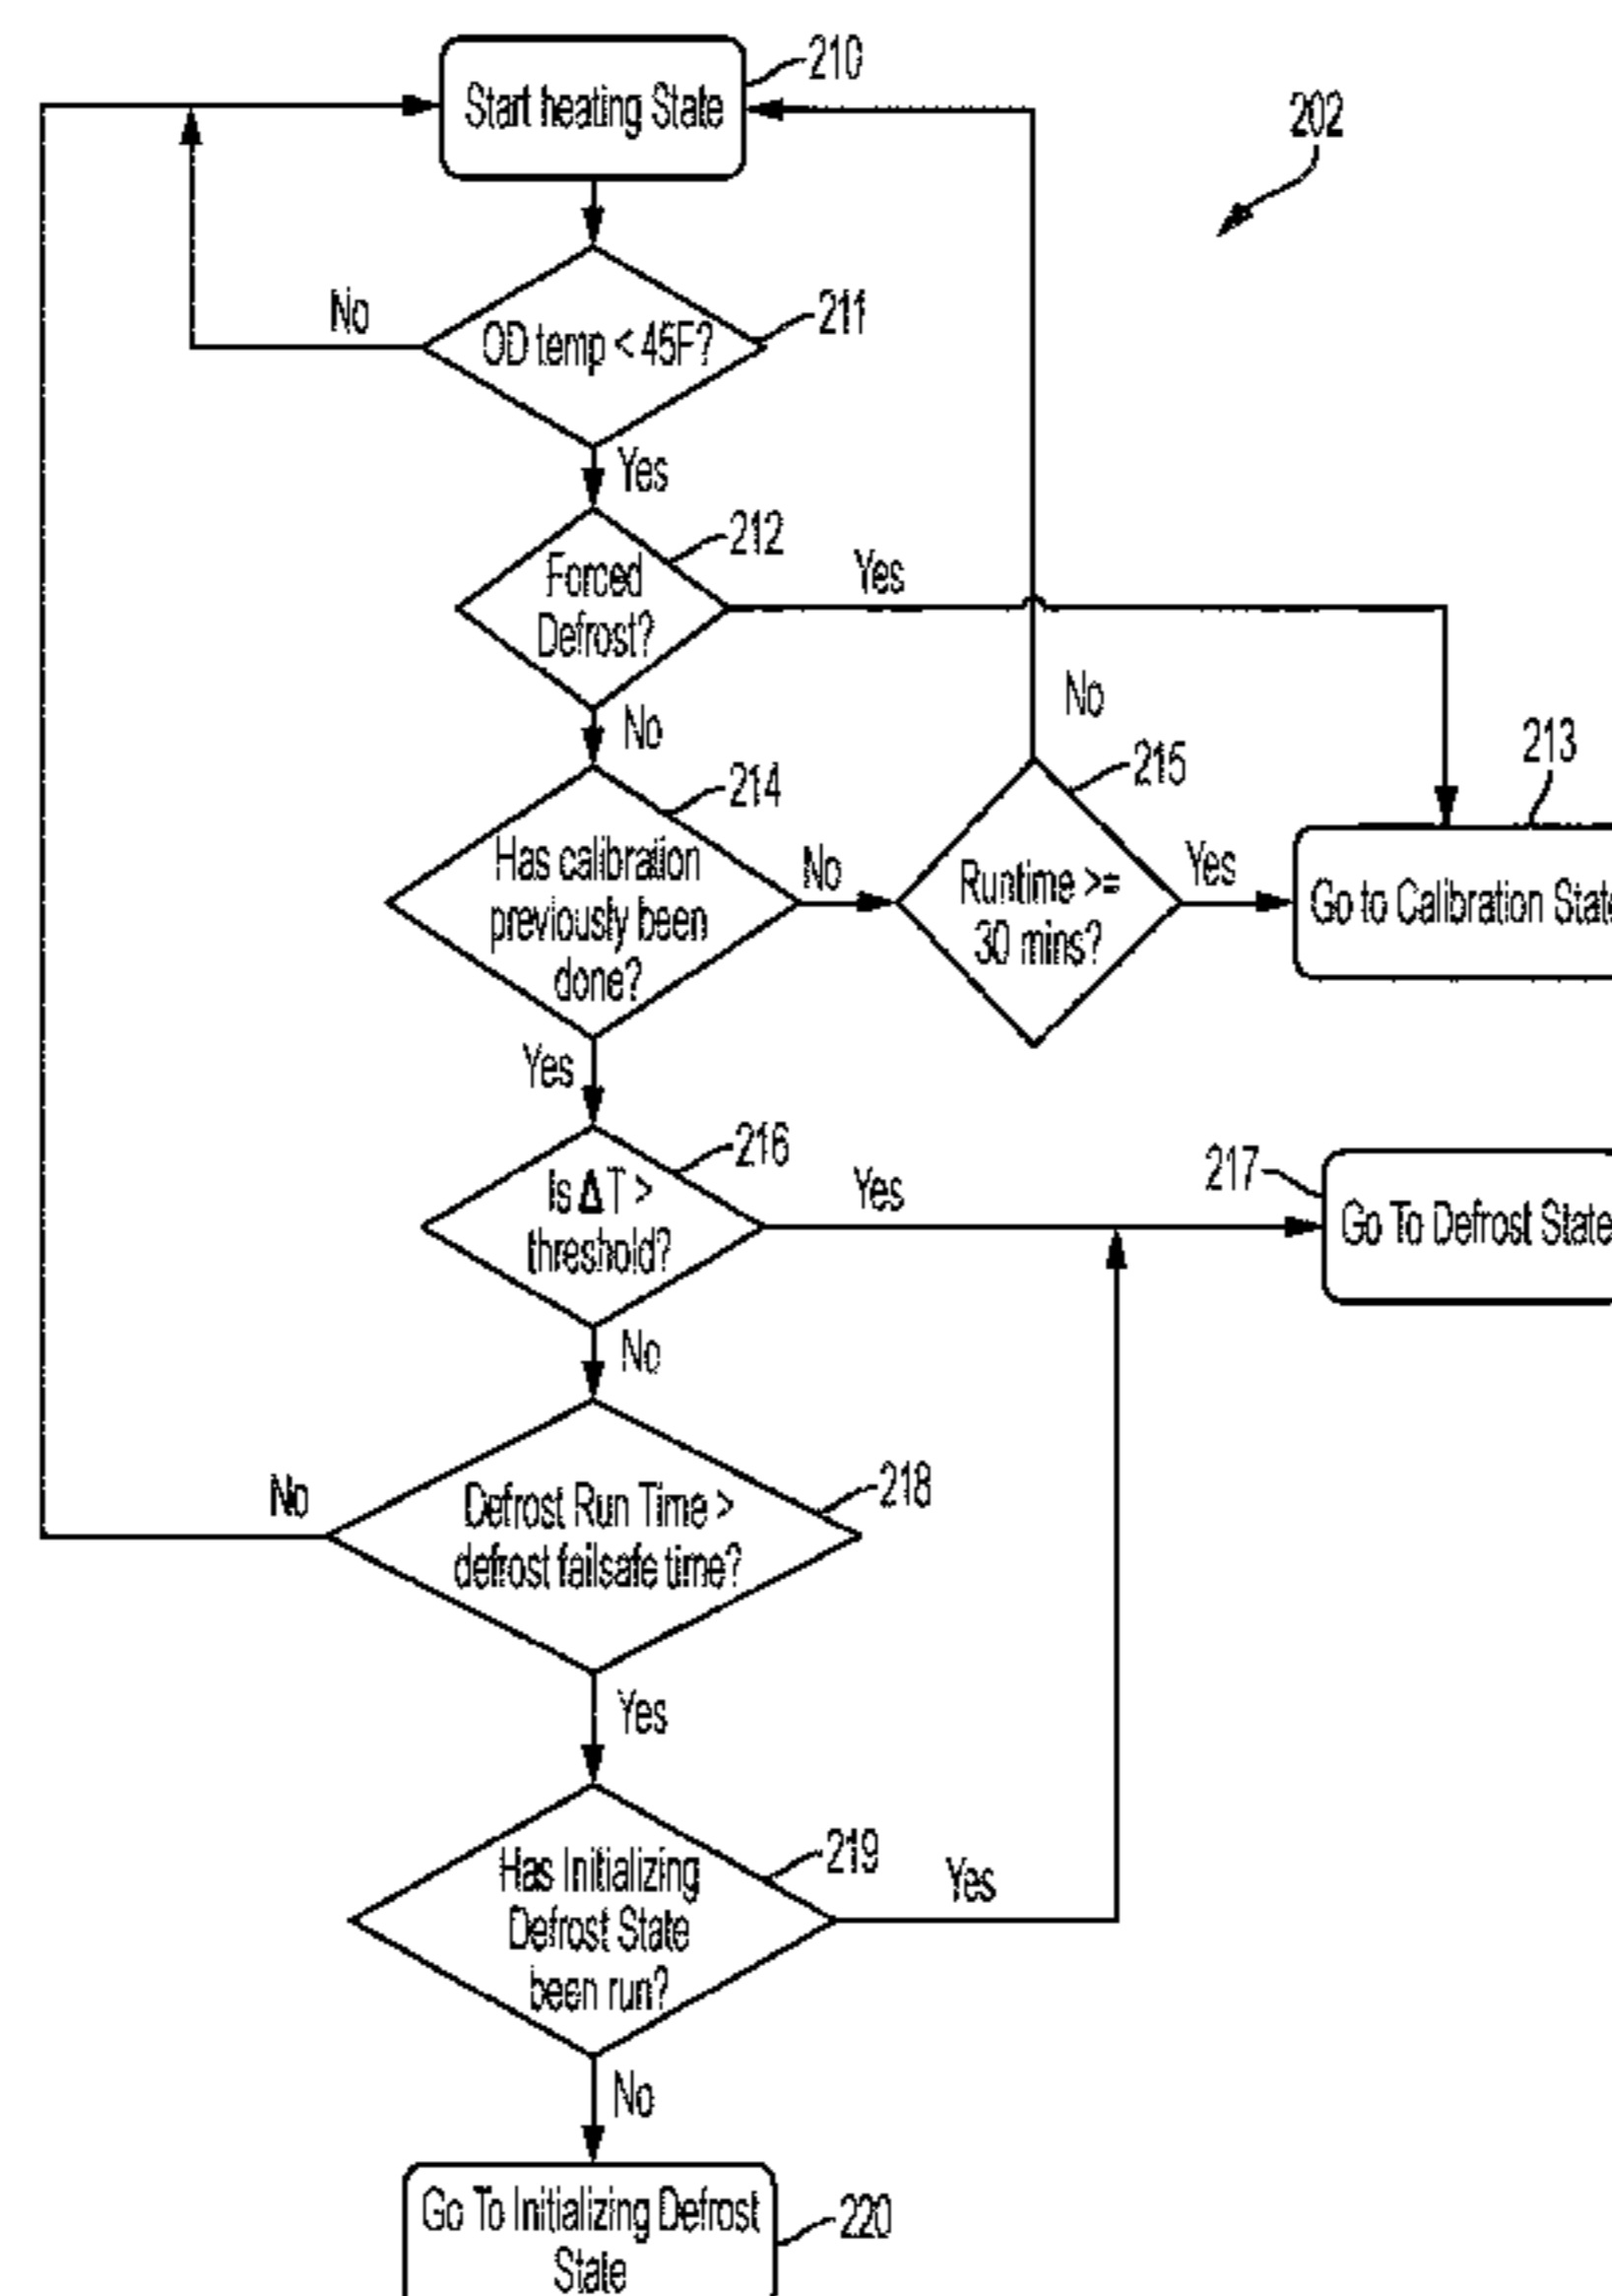 210
Start heating State
202
No
OD temp < 45F?
211
Yes
212
Forced
Defrost?
Yes
No
No
214
215
213
Has calibration
previously been
done?
No
Runtime >=
30 mins?
Yes
Go to Calibration State
Yes
216
Is ΔT >
threshold?
Yes
217
Go To Defrost State
No
No
218
Defrost Run Time >
defrost failsafe time?
Yes
219
Has Initializing
Defrost State
been run?
Yes
No
Go To Initializing Defrost
State
220